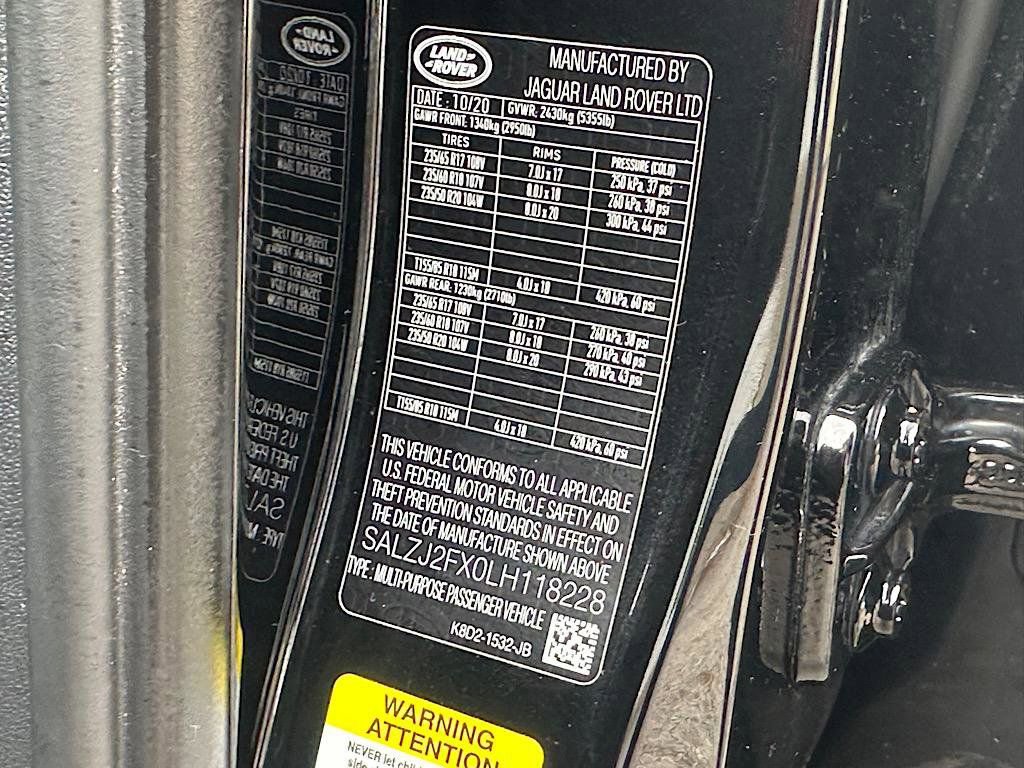 LAND ROVER
MANUFACTURED BY
JAGUAR LAND ROVER LTD
DATE: 10/20 GVWR: 2430kg (5355lb)
GAWR FRONT: 1340kg (2950lb)
TIRES RIMS PRESSURE (COLD)
235/65 R17 108V 7.0J x 17 250 kPa, 37 psi
235/60 R18 107V 8.0J x 18 260 kPa, 38 psi
235/50 R20 104W 8.0J x 20 300 kPa, 44 psi
T155/85 R18 115M 4.0J x 18 420 kPa, 60 psi
GAWR REAR: 1230kg (2710lb)
235/65 R17 108V 7.0J x 17 260 kPa, 38 psi
235/60 R18 107V 8.0J x 18 270 kPa, 40 psi
235/50 R20 104W 8.0J x 20 290 kPa, 43 psi
T155/85 R18 115M 4.0J x 18 420 kPa, 60 psi
THIS VEHICLE CONFORMS TO ALL APPLICABLE
U.S. FEDERAL MOTOR VEHICLE SAFETY AND
THEFT PREVENTION STANDARDS IN EFFECT ON
THE DATE OF MANUFACTURE SHOWN ABOVE
SALZJ2FX0LH118228
TYPE: MULTI-PURPOSE PASSENGER VEHICLE
K8D2-1532-JB
WARNING
ATTENTION
NEVER let